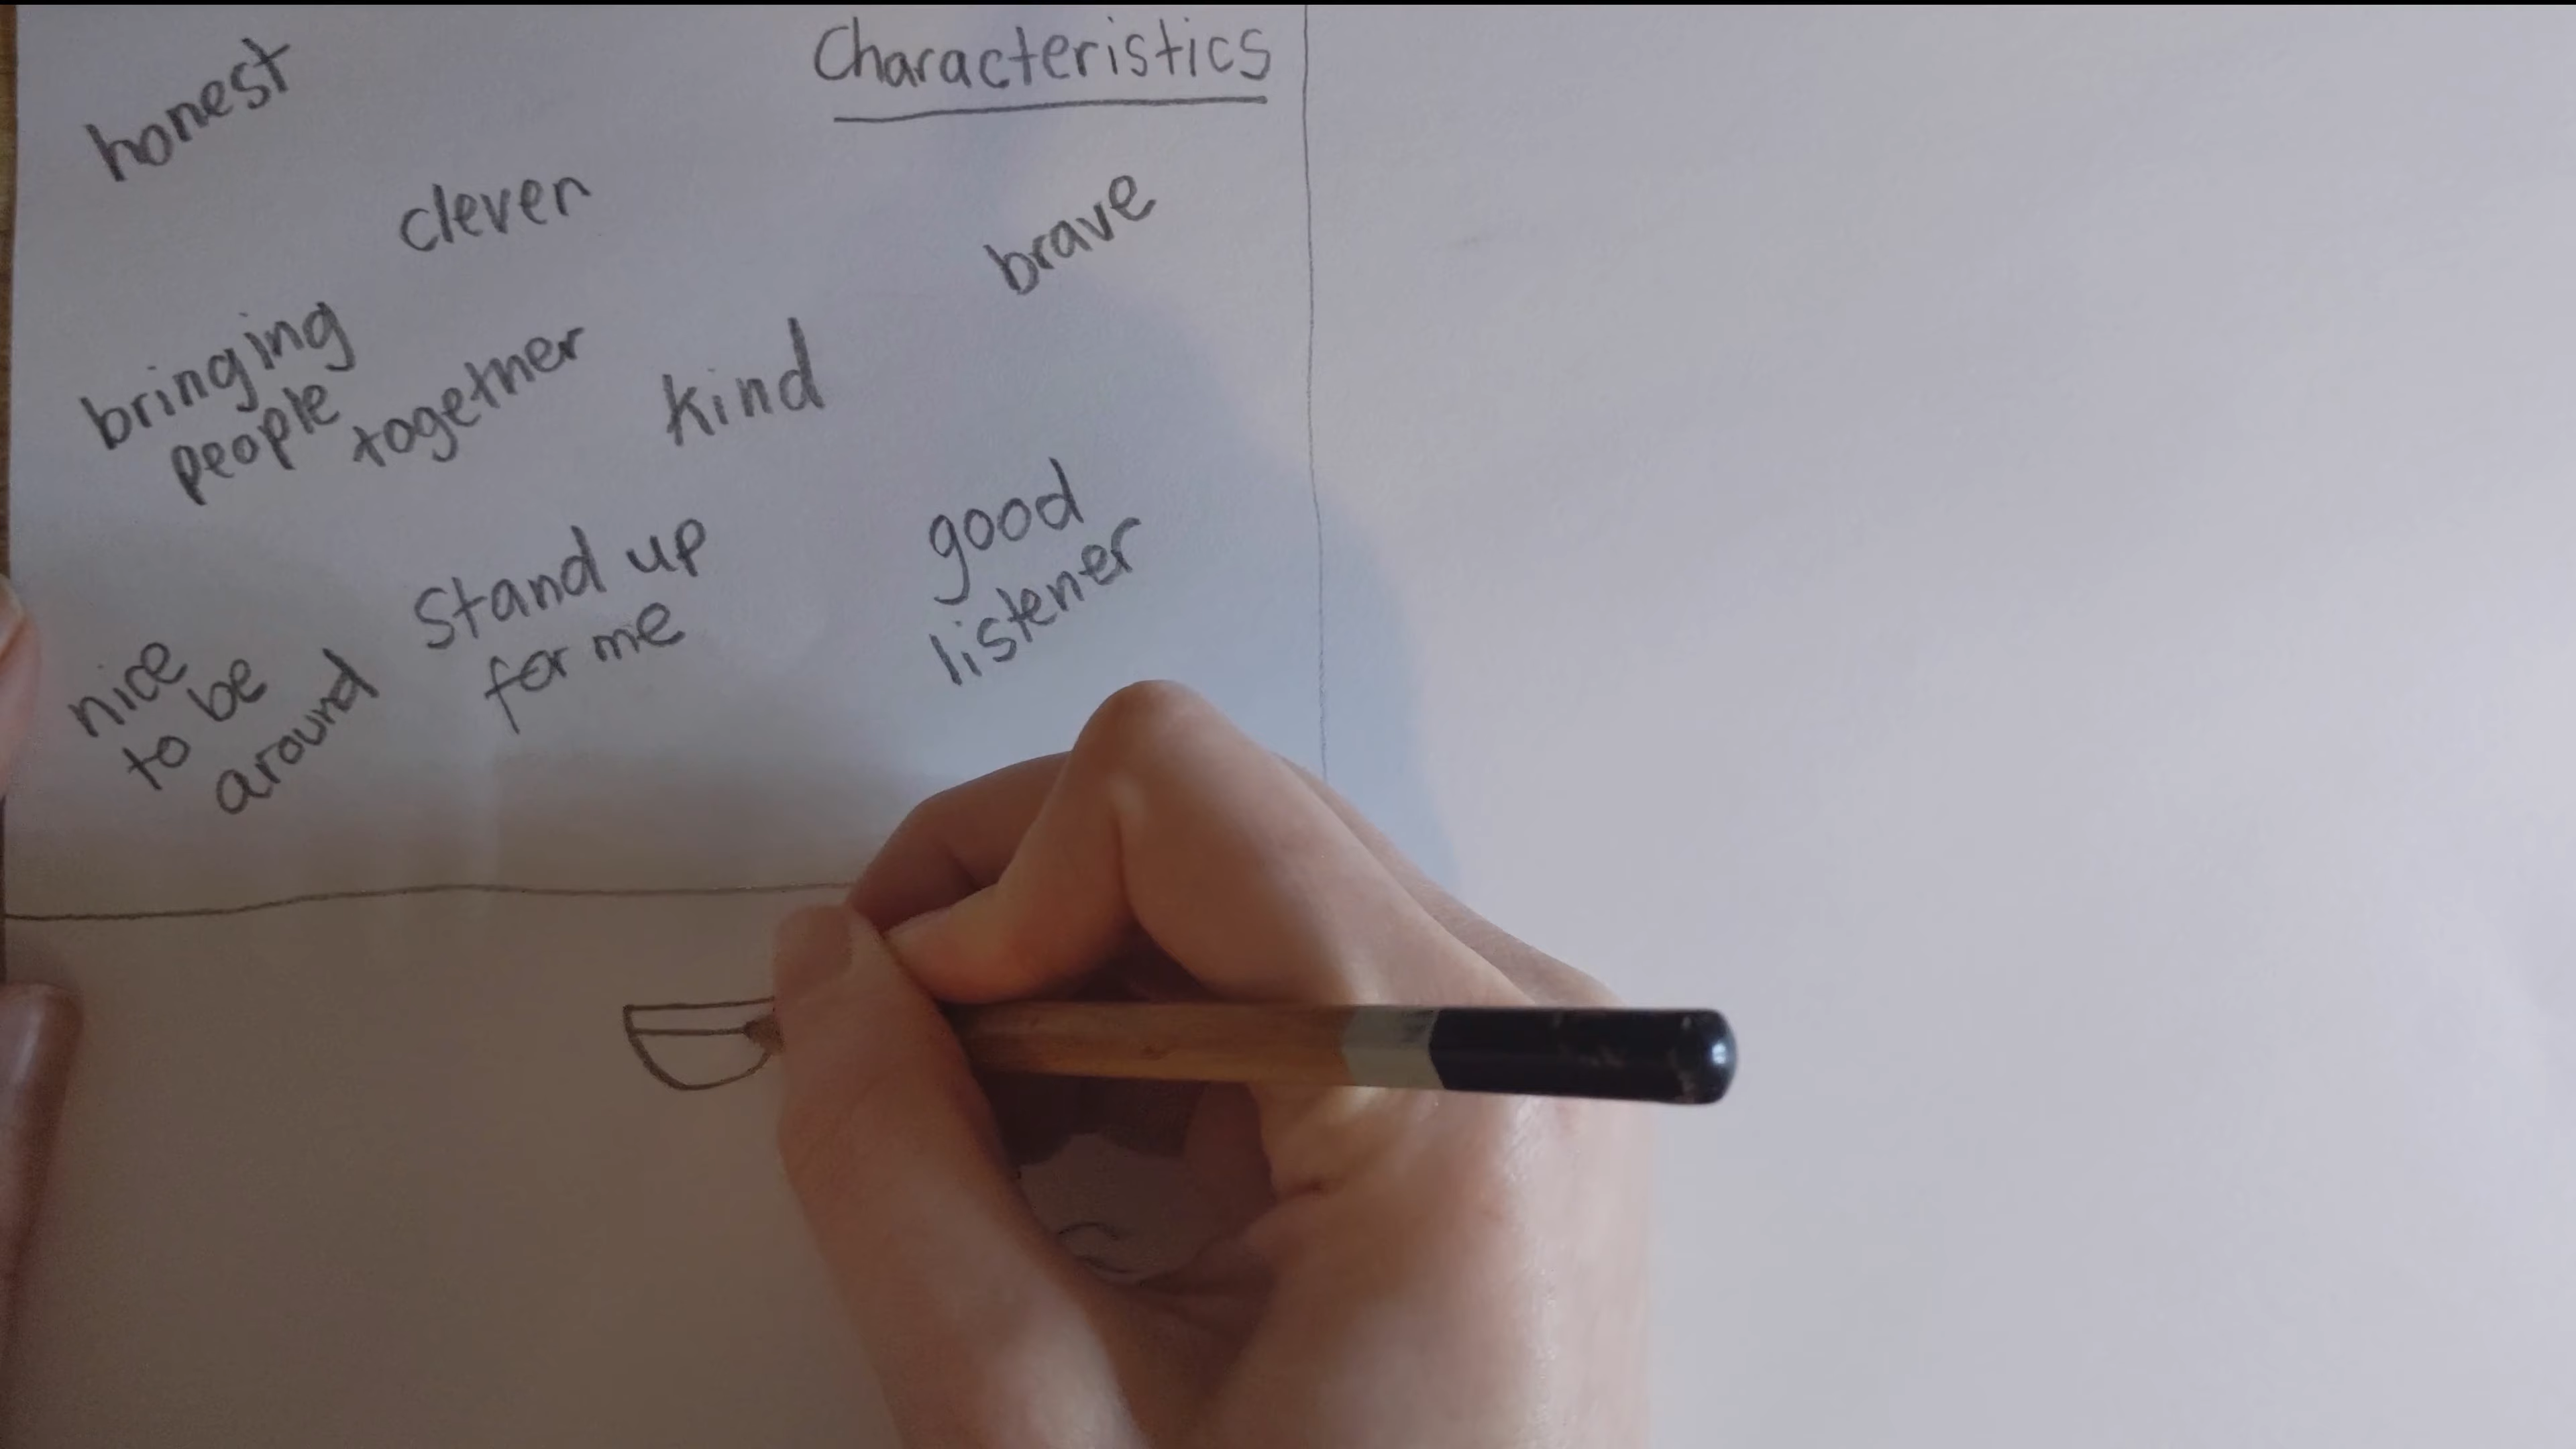 Characteristics
honest
clever
brave
bringing
people together
kind
good
listener
Stand up
for me
nice
to be
around